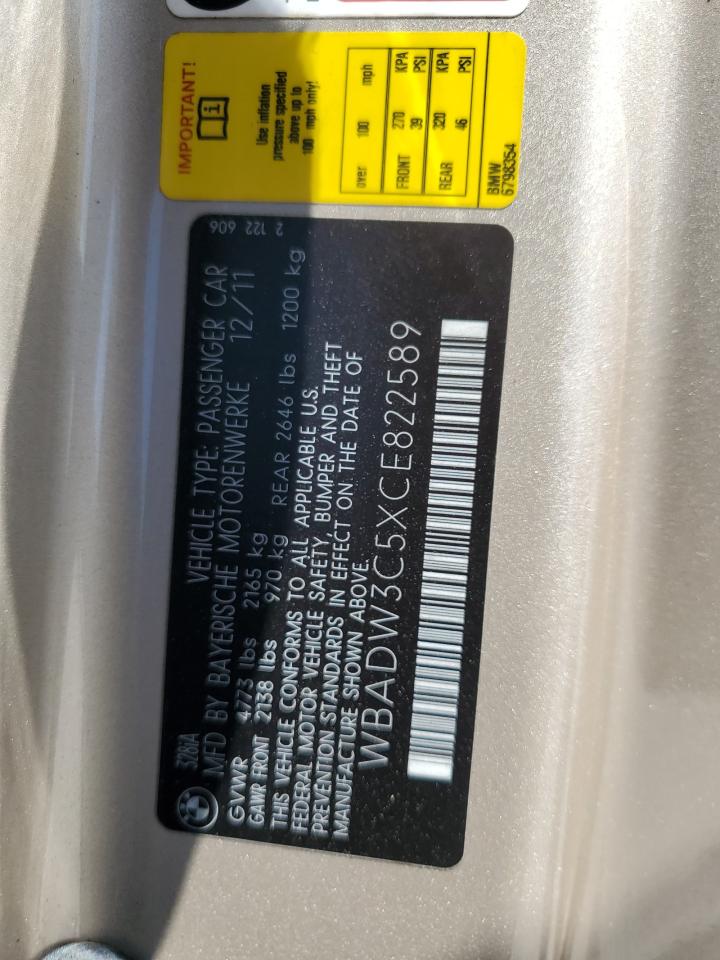 328iA
VEHICLE TYPE: PASSENGER CAR
MFD BY BAYERISCHE MOTORENWERKE 12/11
GVWR 4773 lbs 2165 kg
GAWR FRONT 2138 lbs 970 kg REAR 2646 lbs 1200 kg
THIS VEHICLE CONFORMS TO ALL APPLICABLE U.S.
FEDERAL MOTOR VEHICLE SAFETY, BUMPER AND THEFT
PREVENTION STANDARDS IN EFFECT ON THE DATE OF
MANUFACTURE SHOWN ABOVE.
WBADW3C5XCE822589
2 122 606
IMPORTANT!
Use inflation
pressure specified
above up to
100 mph only!
over 100 mph
FRONT 270 KPA
39 PSI
REAR 320 KPA
46 PSI
BMW
6798354